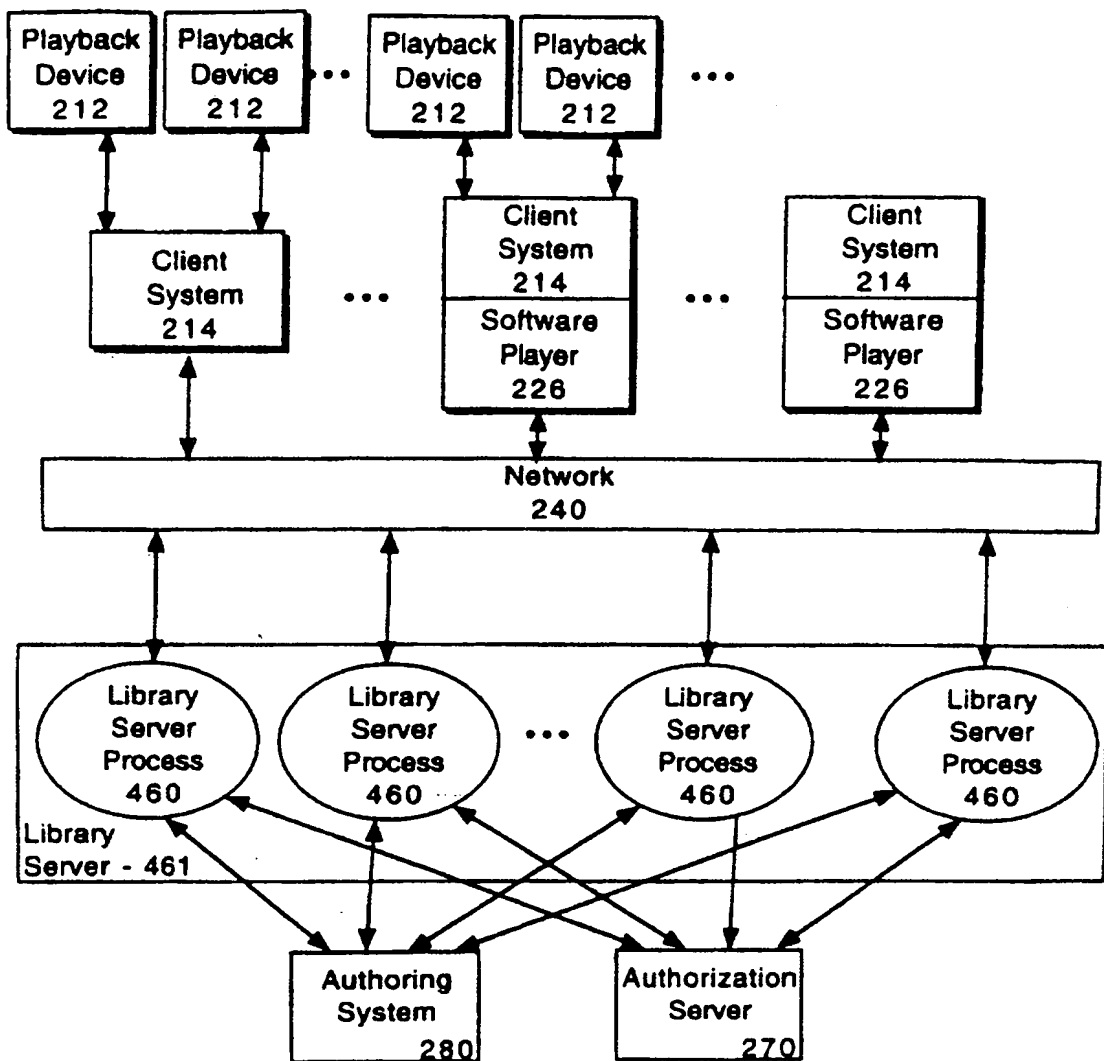 Playback
Device
212
Playback
Device
212
Playback
Device
212
Playback
Device
212
Client
System
214
Client
System
214
Software
Player
226
Client
System
214
Software
Player
226
Network
240
Library
Server
Process
460
Library
Server
Process
460
Library
Server
Process
460
Library
Server
Process
460
Library
Server - 461
Authoring
System
280
Authorization
Server
270